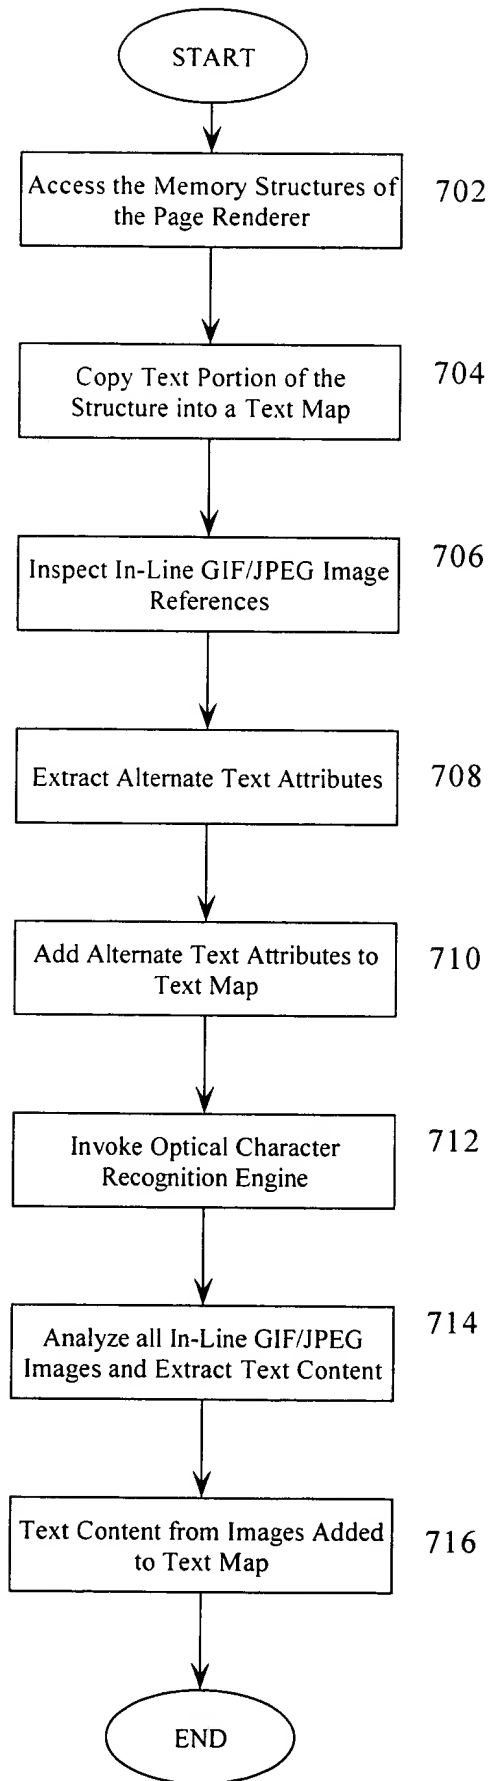 START
Access the Memory Structures of
the Page Renderer
702
Copy Text Portion of the
Structure into a Text Map
704
Inspect In-Line GIF/JPEG Image
References
706
Extract Alternate Text Attributes
708
Add Alternate Text Attributes to
Text Map
710
Invoke Optical Character
Recognition Engine
712
Analyze all In-Line GIF/JPEG
Images and Extract Text Content
714
Text Content from Images Added
to Text Map
716
END